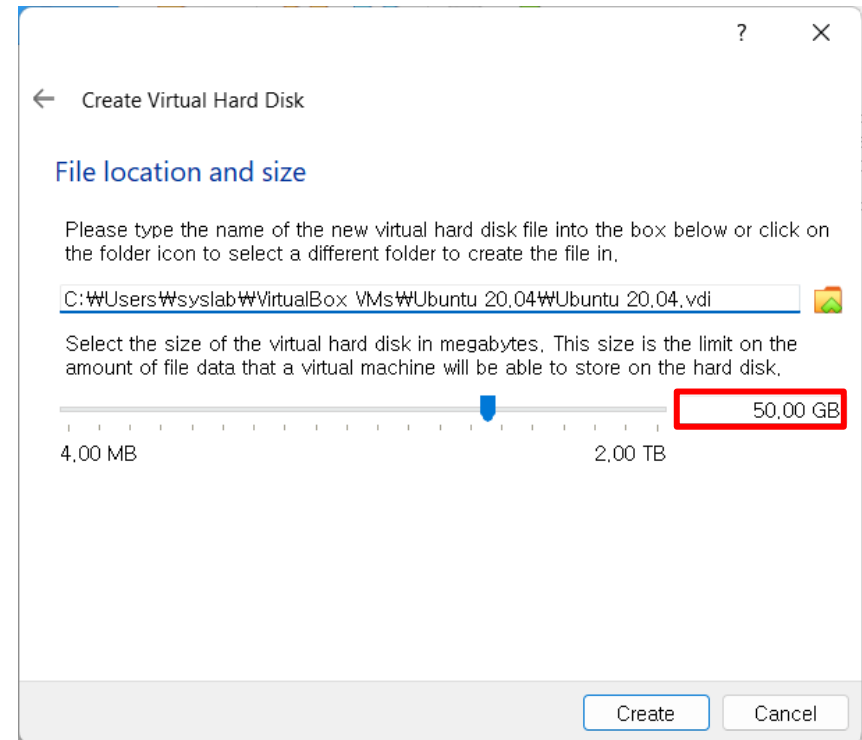 ?
Create Virtual Hard Disk
File location and size
Please type the name of the new virtual hard disk file into the box below or click on
the folder icon to select a different folder to create the file in.
C:₩Users₩syslab₩VirtualBox VMs₩Ubuntu 20.04₩Ubuntu 20.04.vdi
Select the size of the virtual hard disk in megabytes. This size is the limit on the
amount of file data that a virtual machine will be able to store on the hard disk.
50.00 GB
4.00 MB
2.00 TB
Create
Cancel